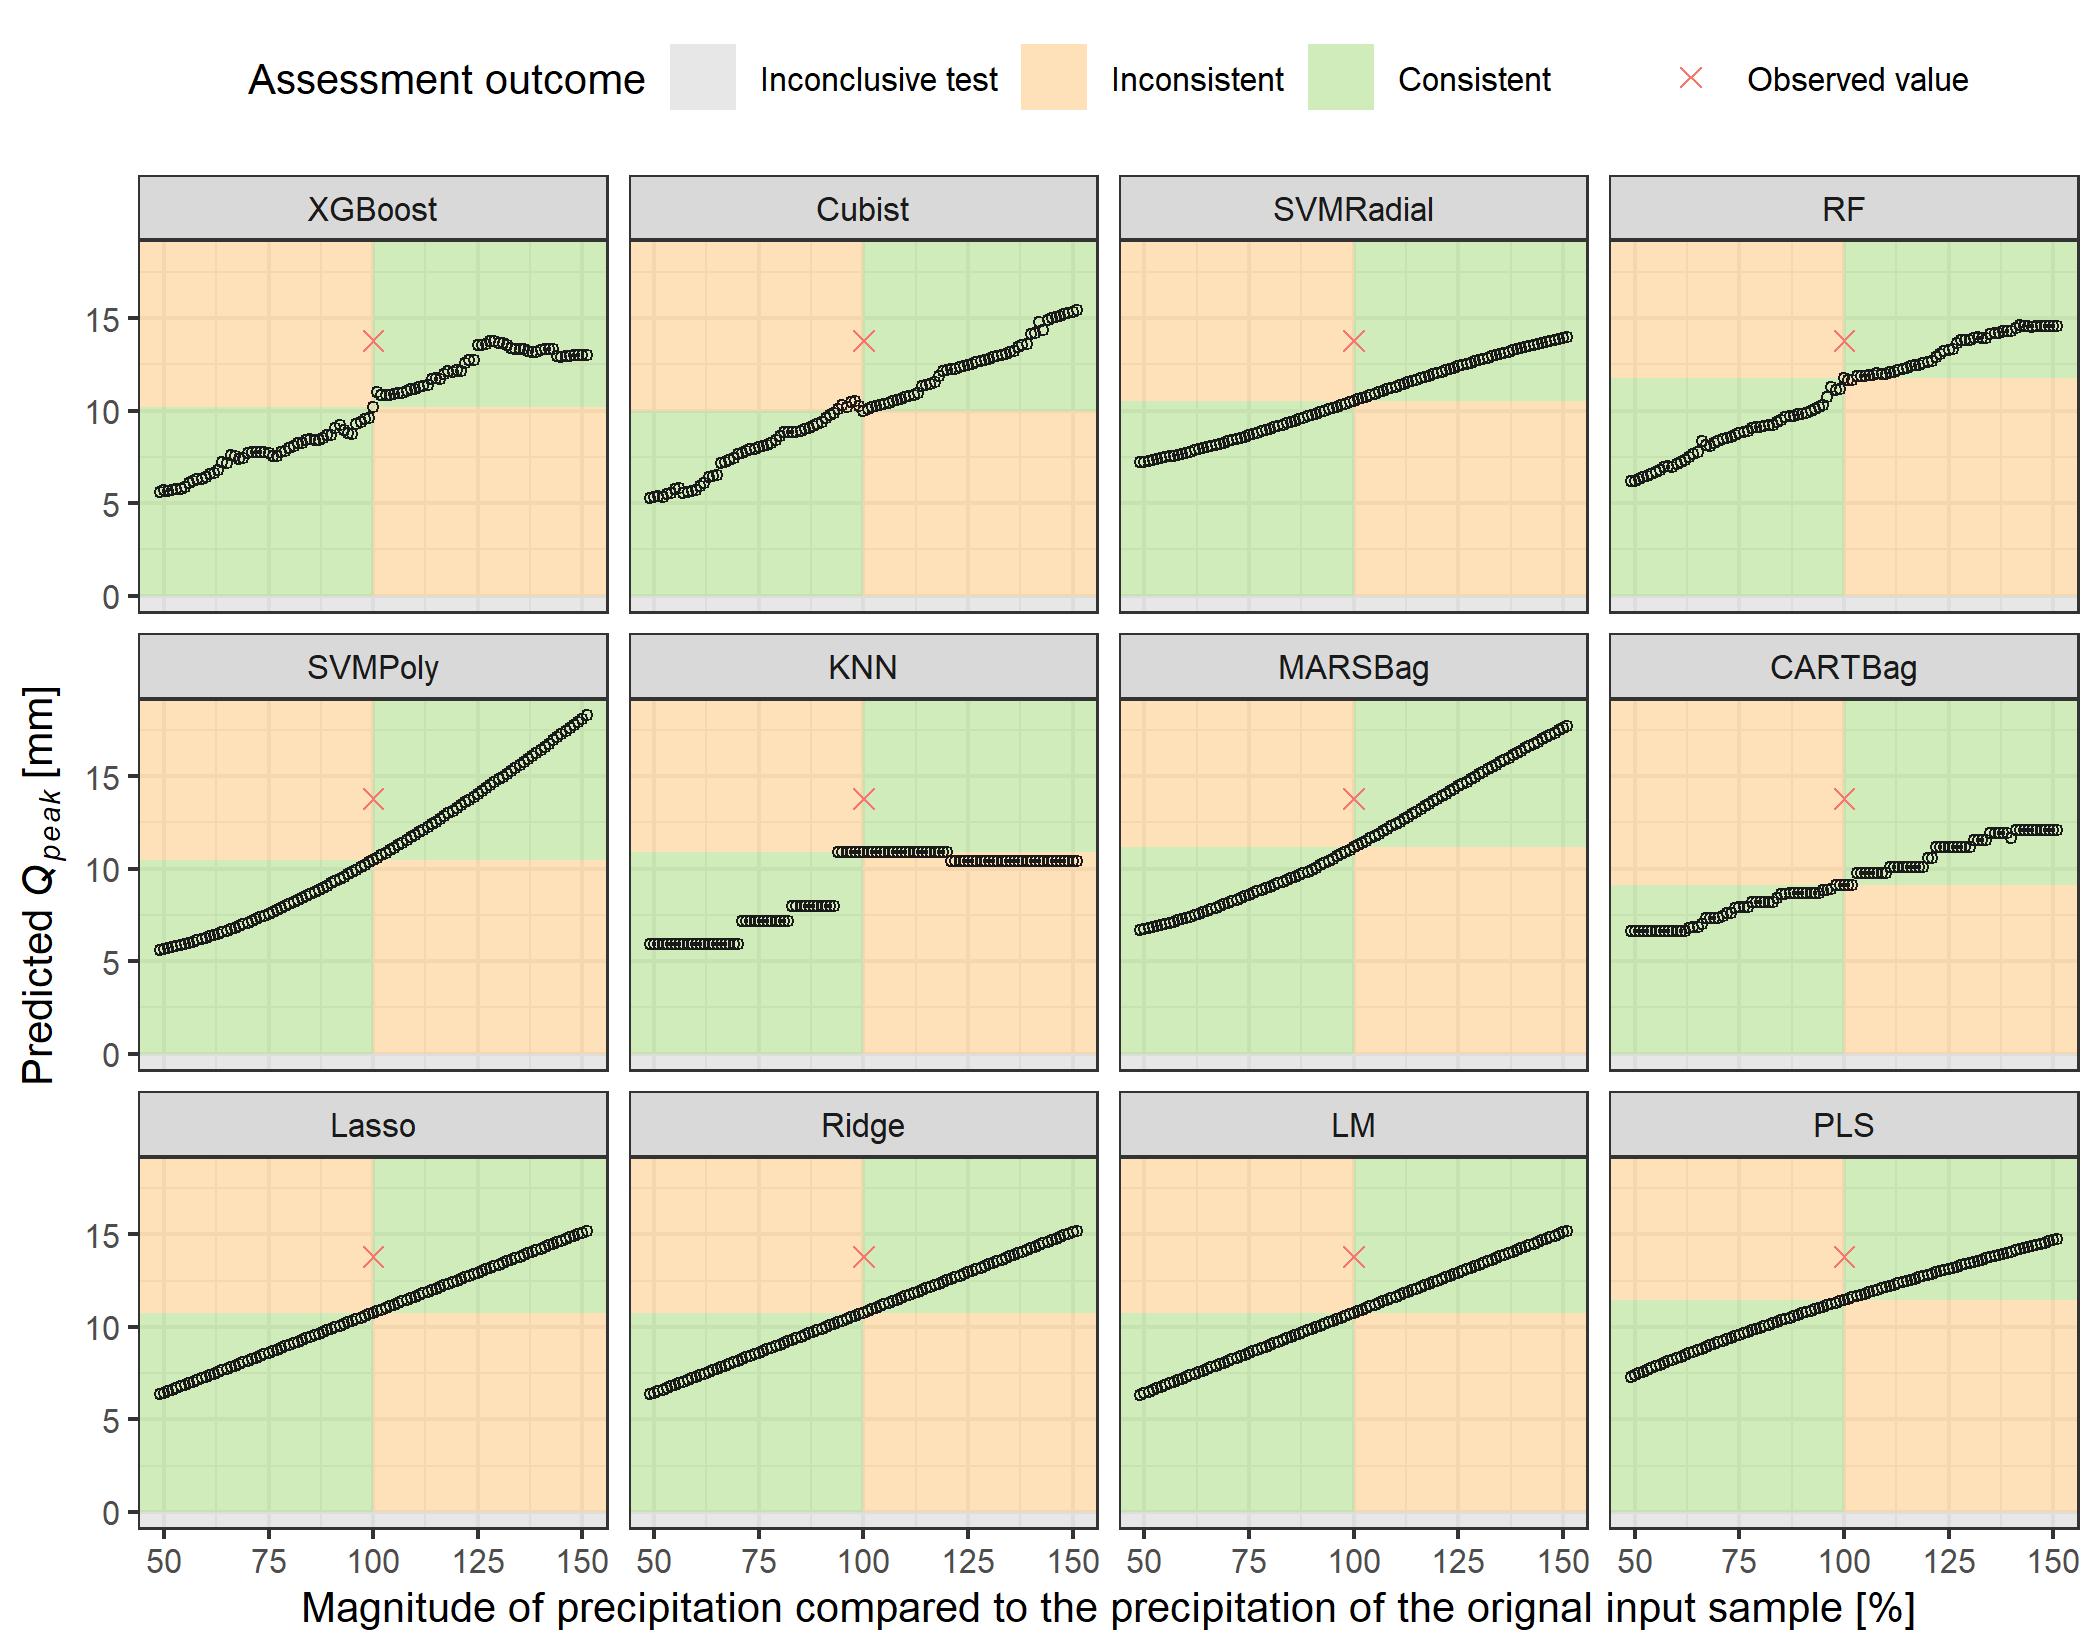 Assessment outcome Inconclusive test Inconsistent Consistent Observed value
XGBoost Cubist SVMRadial RF
15
10
5
0
SVMPoly KNN MARSBag CARTBag
15
10
5
0
Lasso Ridge LM PLS
15
10
5
0
50 75 100 125 150 50 75 100 125 150 50 75 100 125 150 50 75 100 125 150
Predicted Qpeak [mm]
Magnitude of precipitation compared to the precipitation of the orignal input sample [%]